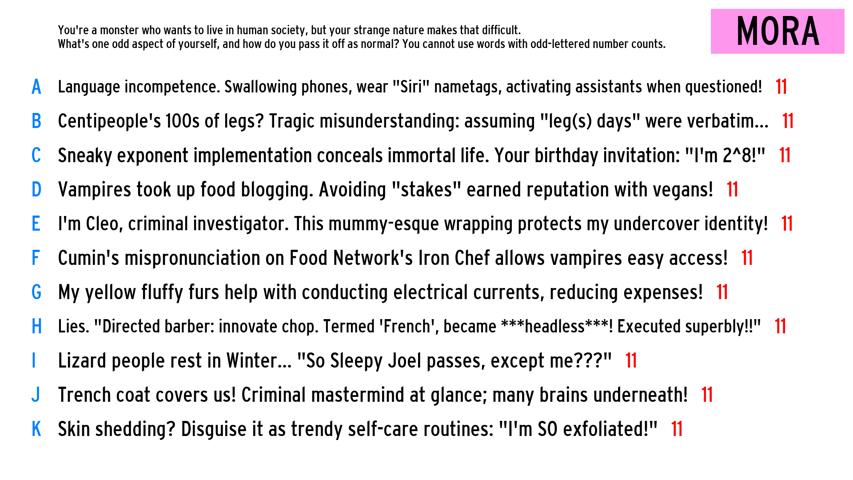 You're a monster who wants to live in human society, but your strange nature makes that difficult.
What's one odd aspect of yourself, and how do you pass it off as normal? You cannot use words with odd-lettered number counts.
MORA
A Language incompetence. Swallowing phones, wear "Siri" nametags, activating assistants when questioned! 11
B Centipeople's 100s of legs? Tragic misunderstanding: assuming "leg(s) days" were verbatim... 11
C Sneaky exponent implementation conceals immortal life. Your birthday invitation: "I'm 2^8!" 11
D Vampires took up food blogging. Avoiding "stakes" earned reputation with vegans! 11
E I'm Cleo, criminal investigator. This mummy-esque wrapping protects my undercover identity! 11
F Cumin's mispronunciation on Food Network's Iron Chef allows vampires easy access! 11
G My yellow fluffy furs help with conducting electrical currents, reducing expenses! 11
H Lies. "Directed barber: innovate chop. Termed 'French', became ***headless***! Executed superbly!!" 11
I Lizard people rest in Winter... "So Sleepy Joel passes, except me???" 11
J Trench coat covers us! Criminal mastermind at glance; many brains underneath! 11
K Skin shedding? Disguise it as trendy self-care routines: "I'm SO exfoliated!" 11